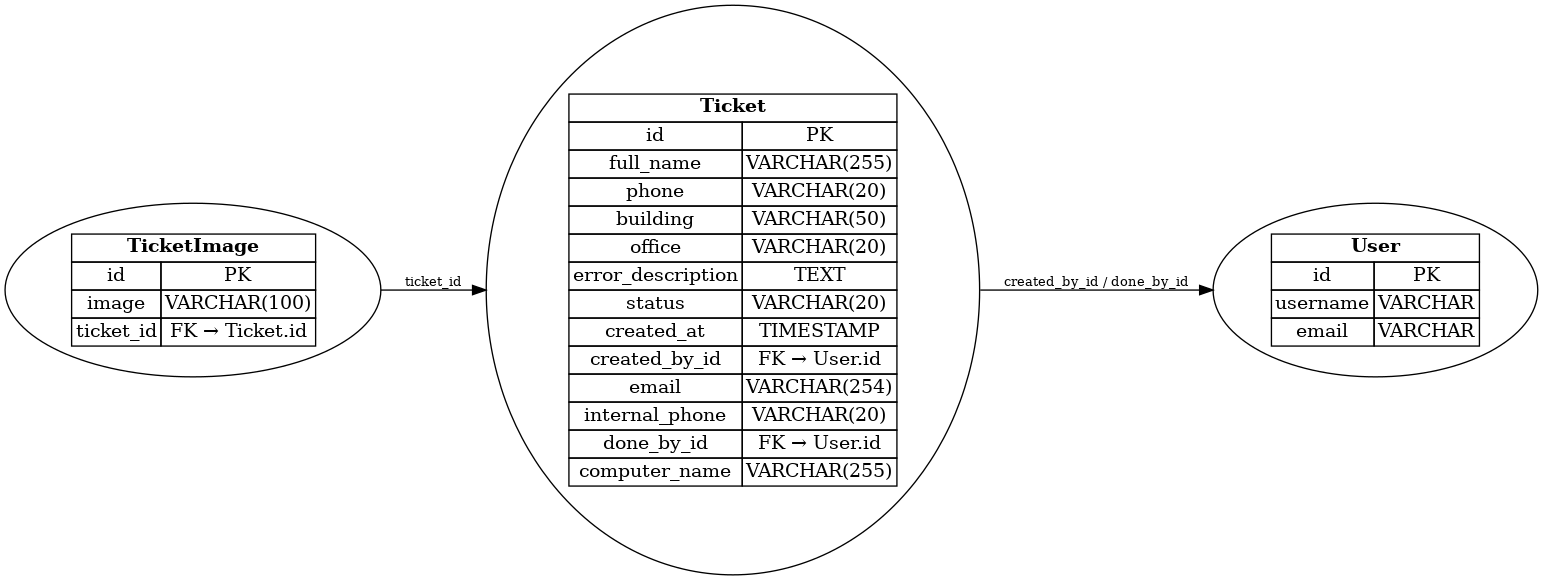 TicketImage
id PK
image VARCHAR(100)
ticket_id FK → Ticket.id
ticket_id
Ticket
id PK
full_name VARCHAR(255)
phone VARCHAR(20)
building VARCHAR(50)
office VARCHAR(20)
error_description TEXT
status VARCHAR(20)
created_at TIMESTAMP
created_by_id FK → User.id
email VARCHAR(254)
internal_phone VARCHAR(20)
done_by_id FK → User.id
computer_name VARCHAR(255)
created_by_id / done_by_id
User
id PK
username VARCHAR
email VARCHAR